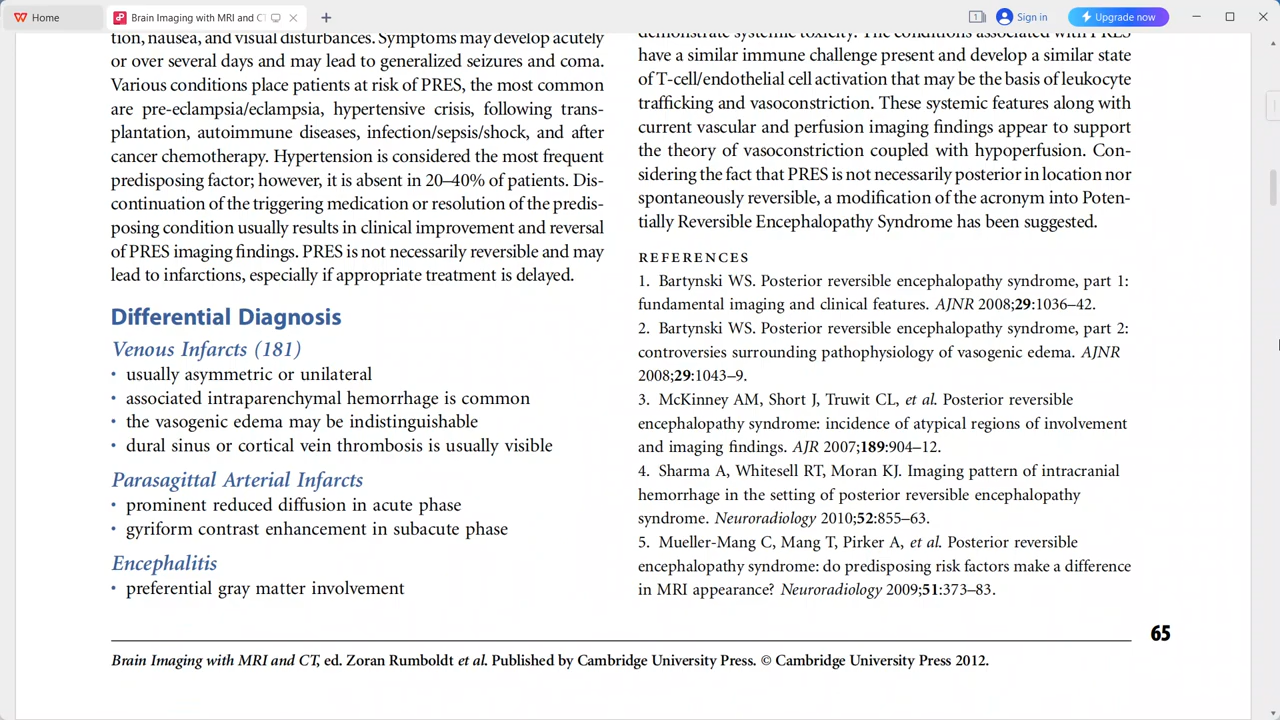 Home
Brain Imaging with MRI and C
1
Sign in
Upgrade now
tion, nausea, and visual disturbances. Symptoms may develop acutely
or over several days and may lead to generalized seizures and coma.
Various conditions place patients at risk of PRES, the most common
are pre-eclampsia/eclampsia, hypertensive crisis, following trans-
plantation, autoimmune diseases, infection/sepsis/shock, and after
cancer chemotherapy. Hypertension is considered the most frequent
predisposing factor; however, it is absent in 20–40% of patients. Dis-
continuation of the triggering medication or resolution of the predis-
posing condition usually results in clinical improvement and reversal
of PRES imaging findings. PRES is not necessarily reversible and may
lead to infarctions, especially if appropriate treatment is delayed.
Differential Diagnosis
Venous Infarcts (181)
• usually asymmetric or unilateral
• associated intraparenchymal hemorrhage is common
• the vasogenic edema may be indistinguishable
• dural sinus or cortical vein thrombosis is usually visible
Parasagittal Arterial Infarcts
• prominent reduced diffusion in acute phase
• gyriform contrast enhancement in subacute phase
Encephalitis
• preferential gray matter involvement
demonstrate systemic toxicity. The conditions associated with PRES
have a similar immune challenge present and develop a similar state
of T-cell/endothelial cell activation that may be the basis of leukocyte
trafficking and vasoconstriction. These systemic features along with
current vascular and perfusion imaging findings appear to support
the theory of vasoconstriction coupled with hypoperfusion. Con-
sidering the fact that PRES is not necessarily posterior in location nor
spontaneously reversible, a modification of the acronym into Poten-
tially Reversible Encephalopathy Syndrome has been suggested.
REFERENCES
1. Bartynski WS. Posterior reversible encephalopathy syndrome, part 1:
fundamental imaging and clinical features. AJNR 2008;29:1036–42.
2. Bartynski WS. Posterior reversible encephalopathy syndrome, part 2:
controversies surrounding pathophysiology of vasogenic edema. AJNR
2008;29:1043–9.
3. McKinney AM, Short J, Truwit CL, et al. Posterior reversible
encephalopathy syndrome: incidence of atypical regions of involvement
and imaging findings. AJR 2007;189:904–12.
4. Sharma A, Whitesell RT, Moran KJ. Imaging pattern of intracranial
hemorrhage in the setting of posterior reversible encephalopathy
syndrome. Neuroradiology 2010;52:855–63.
5. Mueller-Mang C, Mang T, Pirker A, et al. Posterior reversible
encephalopathy syndrome: do predisposing risk factors make a difference
in MRI appearance? Neuroradiology 2009;51:373–83.
65
Brain Imaging with MRI and CT, ed. Zoran Rumboldt et al. Published by Cambridge University Press. © Cambridge University Press 2012.